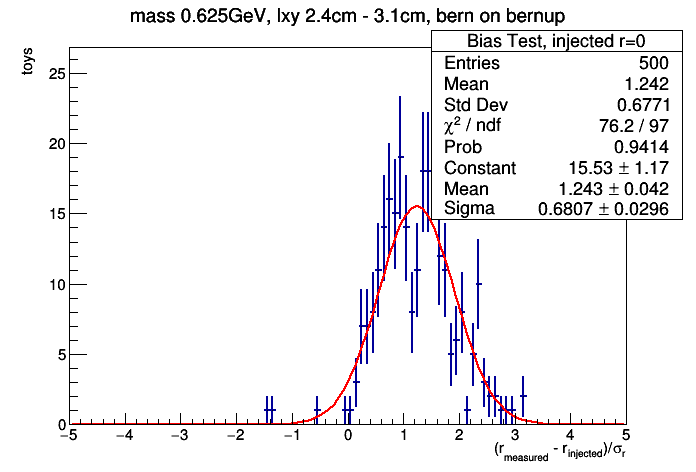 mass 0.625GeV, lxy 2.4cm - 3.1cm, bern on bernup
toys
Bias Test, injected r=0
Entries 500
Mean 1.242
Std Dev 0.6771
χ² / ndf 76.2 / 97
Prob 0.9414
Constant 15.53 ± 1.17
Mean 1.243 ± 0.042
Sigma 0.6807 ± 0.0296
25
20
15
10
5
0
−5 −4 −3 −2 −1 0 1 2 3 4 5
(r_measured - r_injected)/σ_r